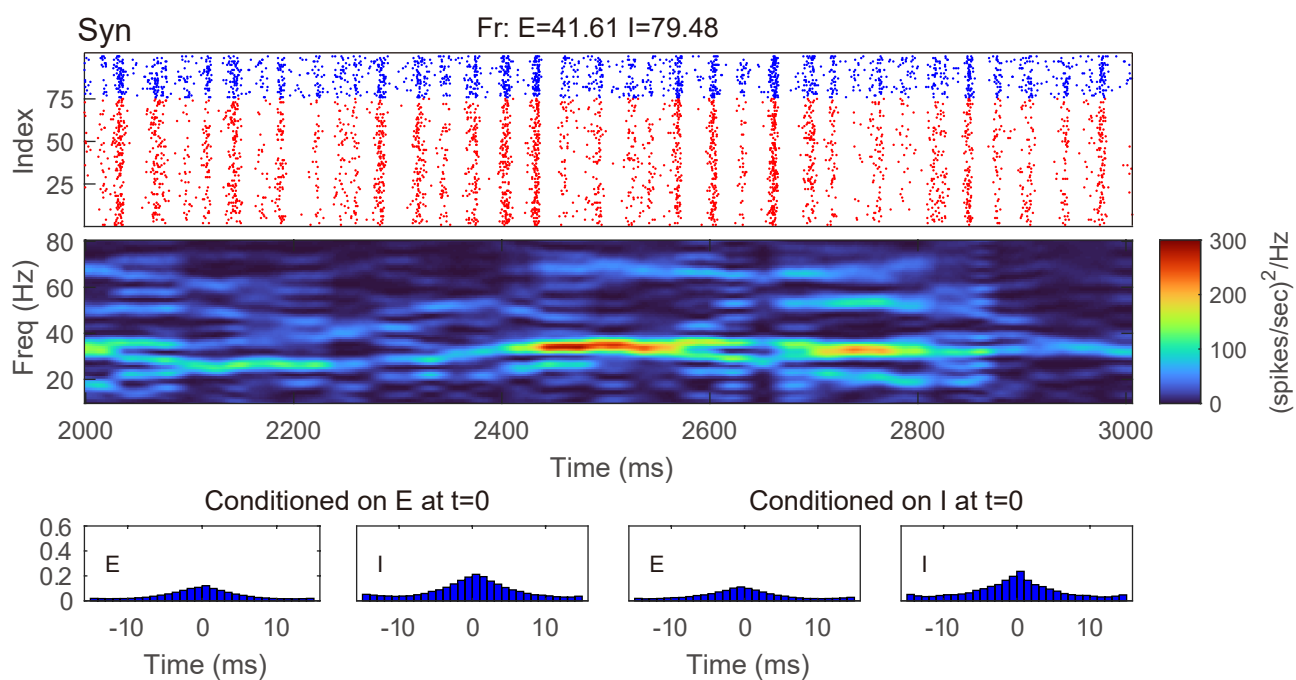 Syn
Fr: E=41.61 I=79.48
75
50
25
Index
80
60
40
20
Freq (Hz)
2000 2200 2400 2600 2800 3000
Time (ms)
300
200
100
0
(spikes/sec)²/Hz
Conditioned on E at t=0
Conditioned on I at t=0
0.6
0.4
0.2
0
E
I
E
I
-10 0 10
-10 0 10
-10 0 10
-10 0 10
Time (ms)
Time (ms)